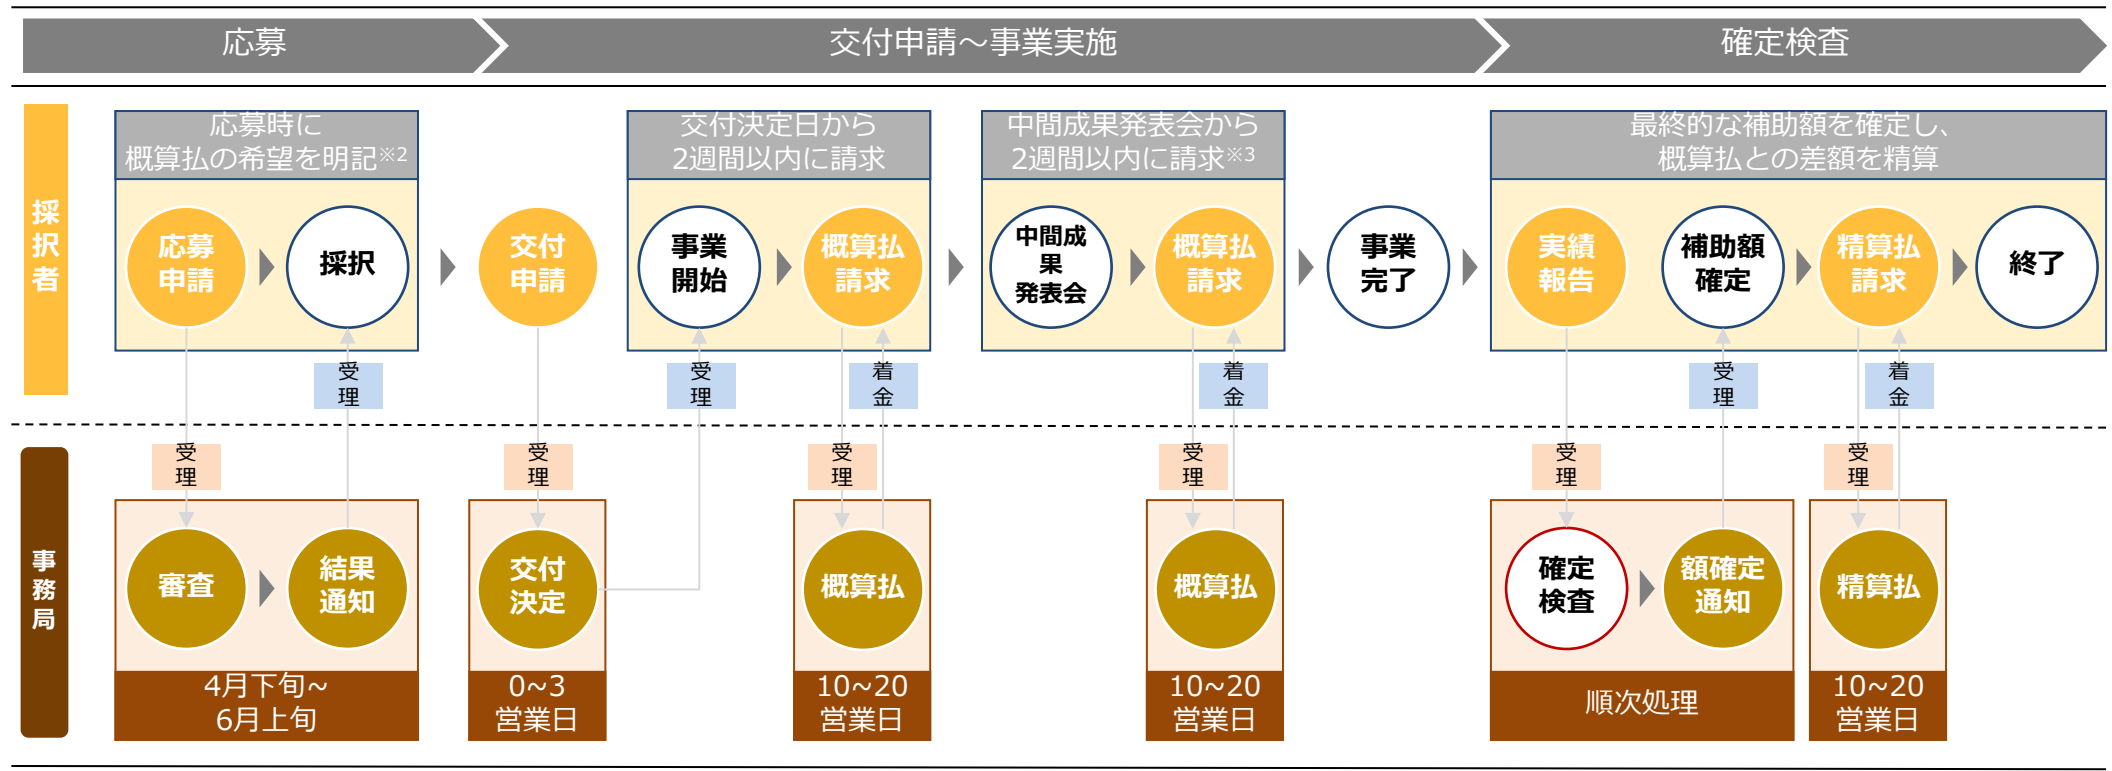 応募
交付申請～事業実施
確定検査
採択者
応募時に
概算払の希望を明記※2
交付決定日から
2週間以内に請求
中間成果発表会から
2週間以内に請求※3
最終的な補助額を確定し、
概算払との差額を精算
応募
申請
採択
交付
申請
事業
開始
概算払
請求
中間成
果
発表会
概算払
請求
事業
完了
実績
報告
補助額
確定
精算払
請求
終了
受
理
受
理
着
金
着
金
受
理
着
金
受
理
受
理
受
理
受
理
受
理
受
理
事務局
審査
結果
通知
交付
決定
概算払
概算払
確定
検査
額確定
通知
精算払
4月下旬~
6月上旬
0~3
営業日
10~20
営業日
10~20
営業日
順次処理
10~20
営業日